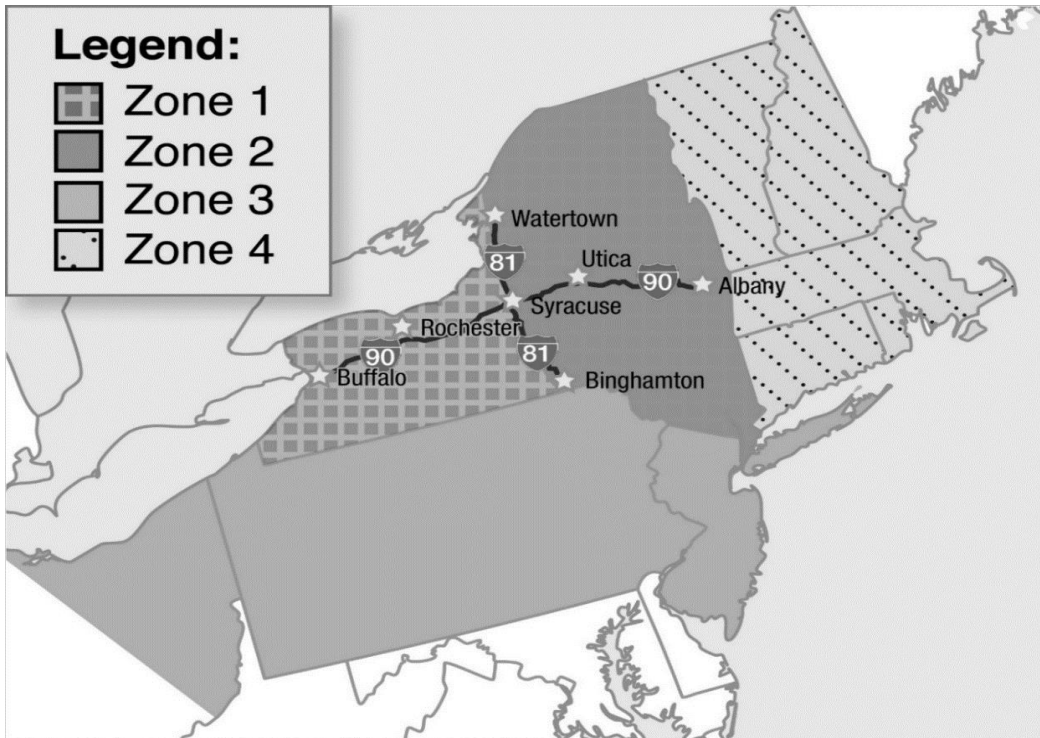 Legend:
Zone 1
Zone 2
Zone 3
Zone 4
Watertown
81
Utica
90
Albany
Syracuse
Rochester
90
81
Buffalo
Binghamton